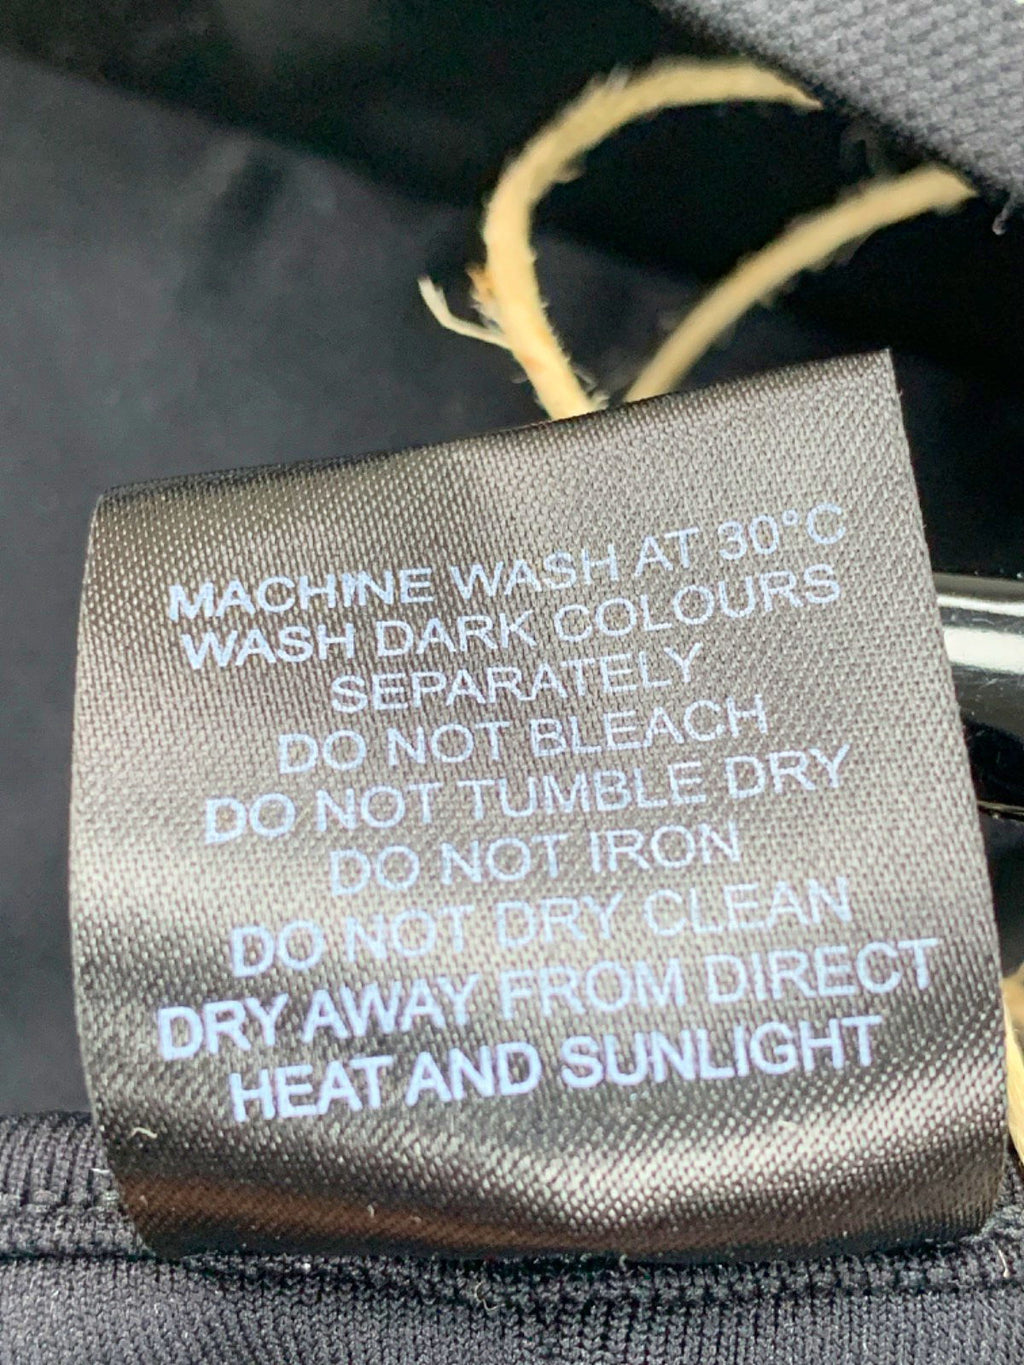 MACHINE WASH AT 30°C
WASH DARK COLOURS
SEPARATELY
DO NOT BLEACH
DO NOT TUMBLE DRY
DO NOT IRON
DO NOT DRY CLEAN
DRY AWAY FROM DIRECT
HEAT AND SUNLIGHT